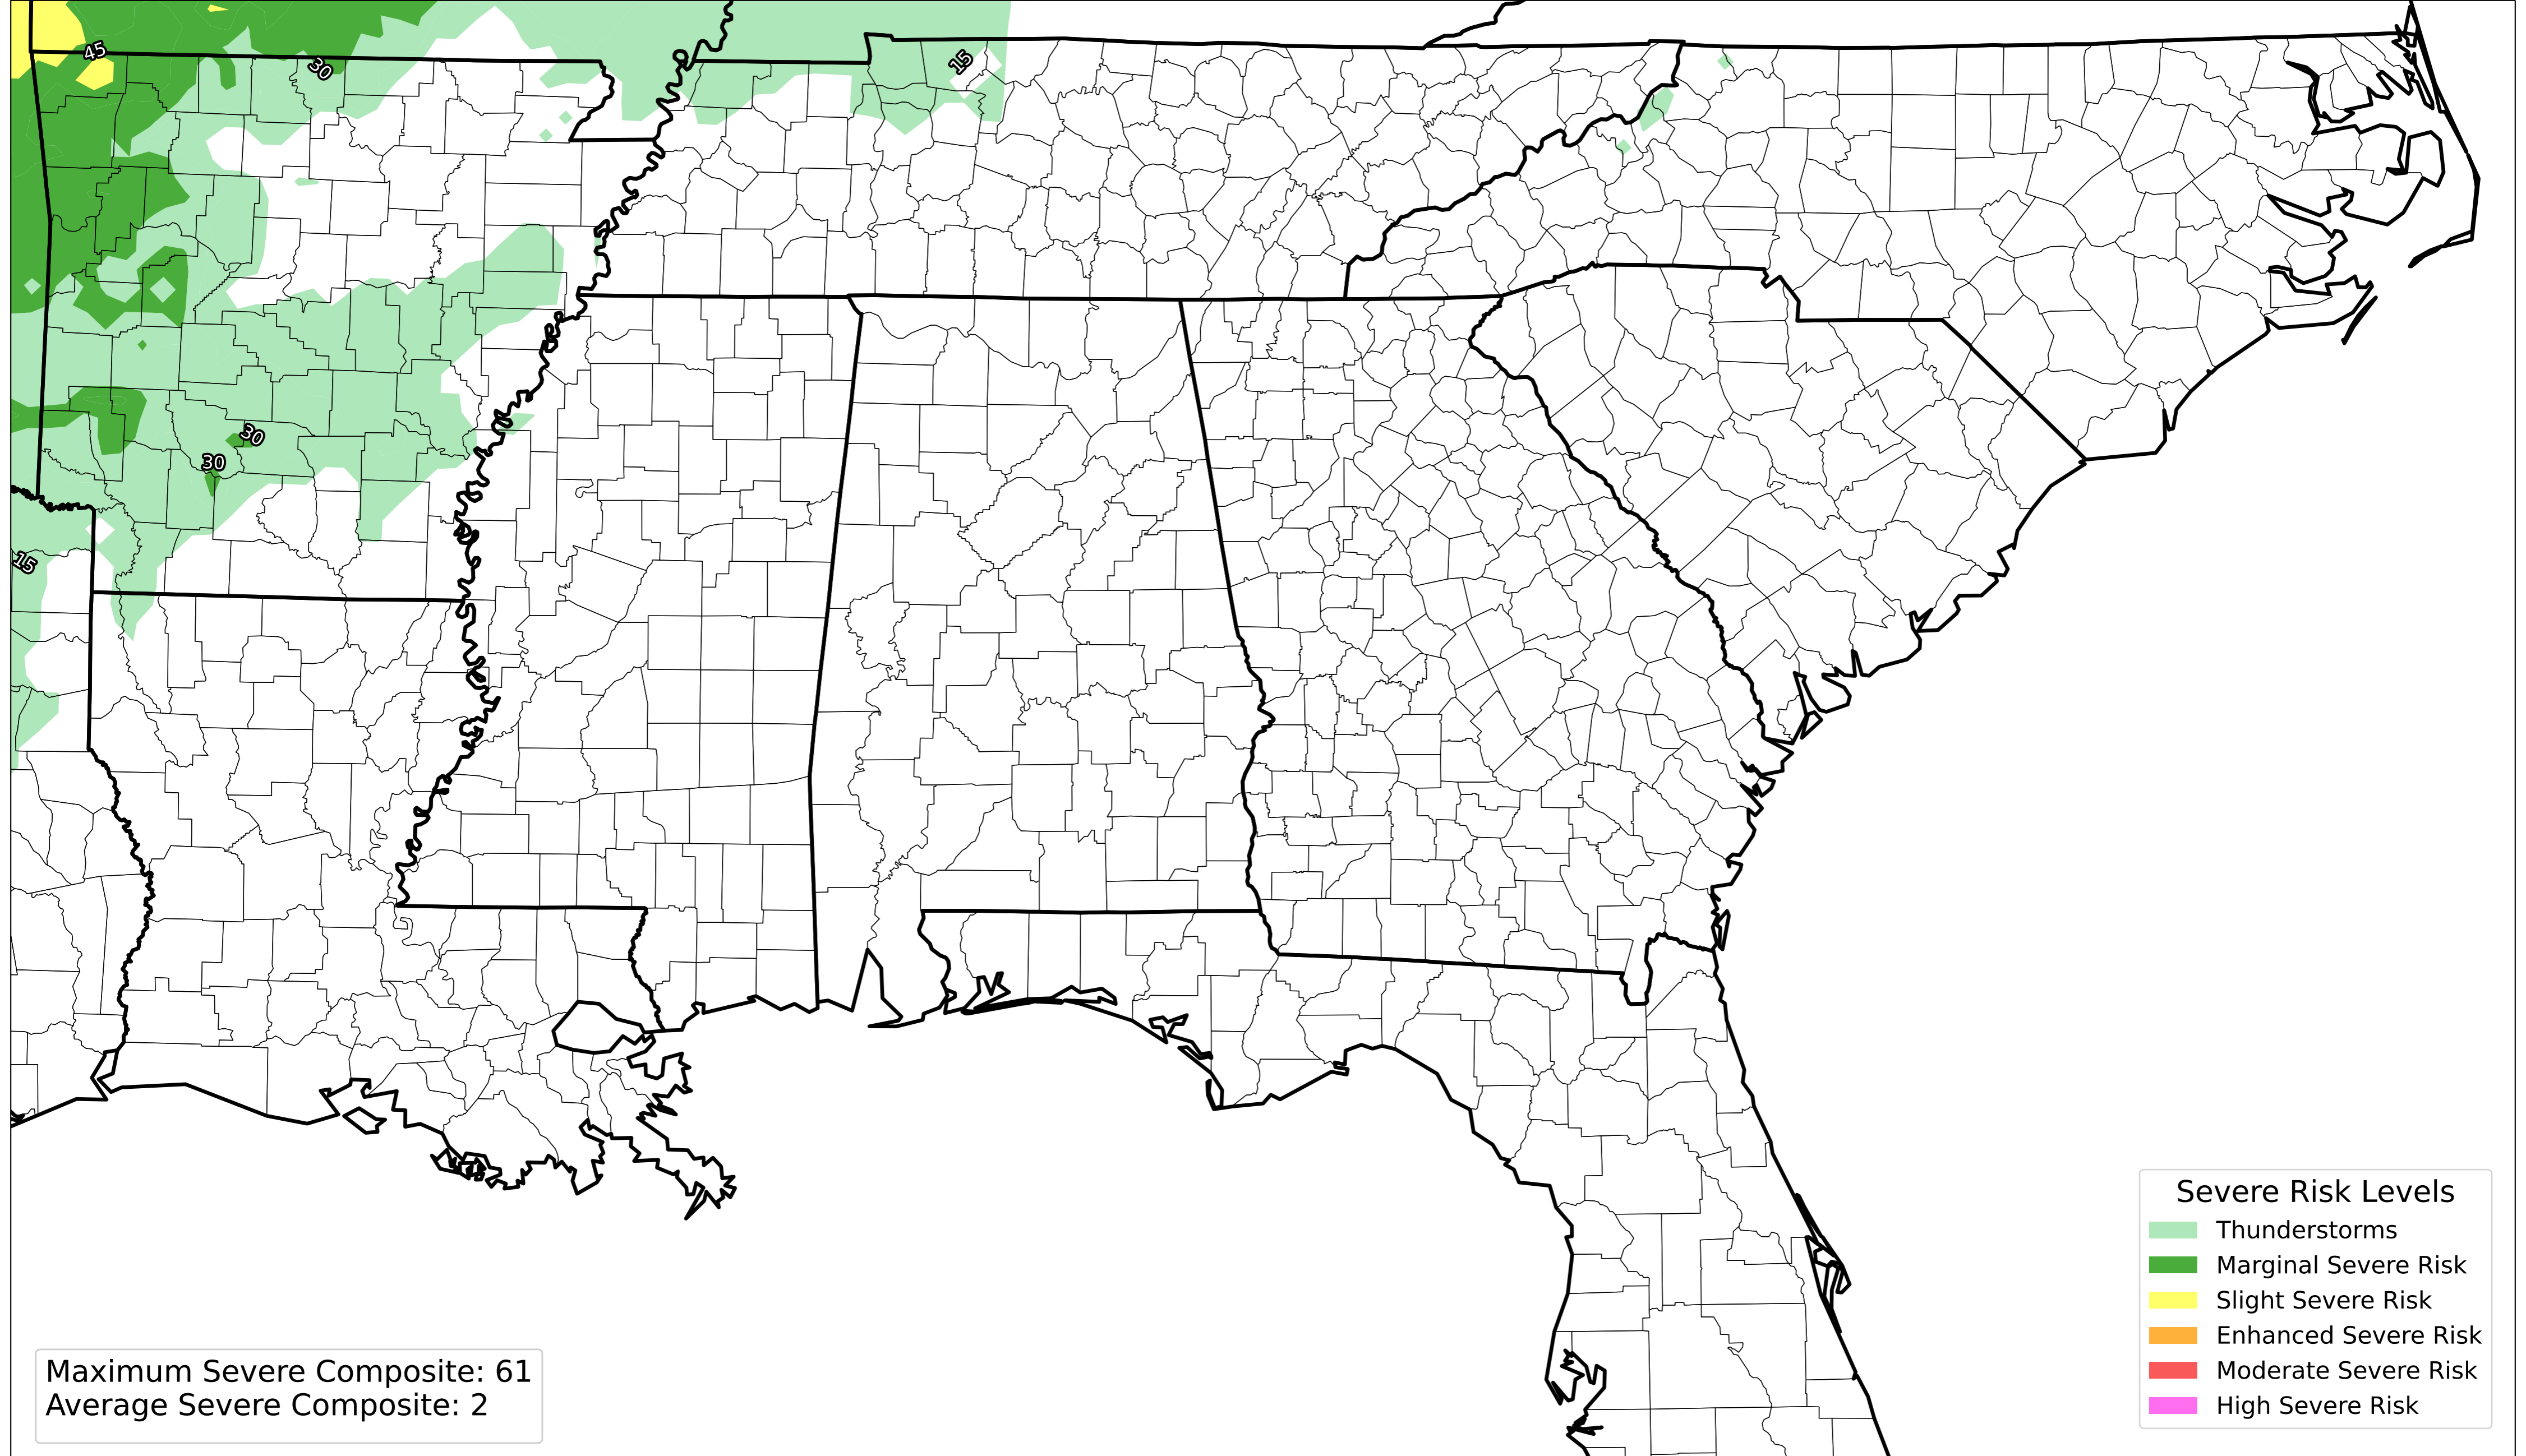 45
30
15
30
30
15
Severe Risk Levels
Thunderstorms
Marginal Severe Risk
Slight Severe Risk
Enhanced Severe Risk
Moderate Severe Risk
High Severe Risk
Maximum Severe Composite: 61
Average Severe Composite: 2